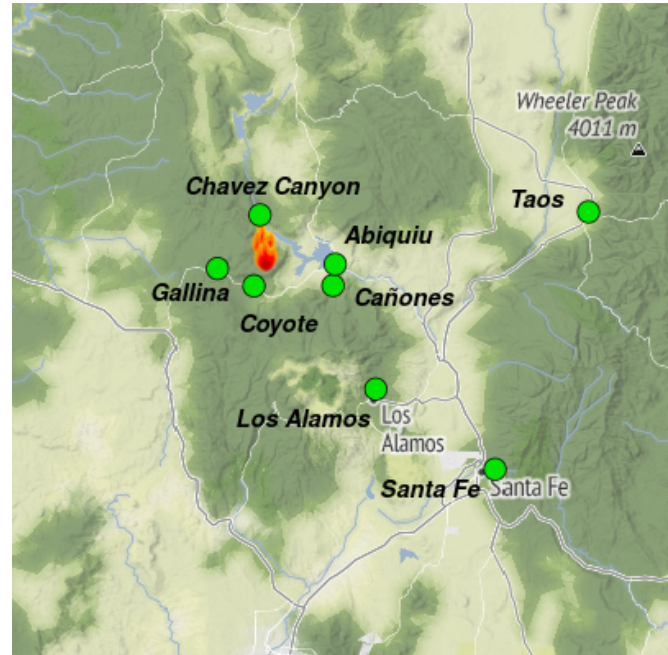 Wheeler Peak
4011 m
Chavez Canyon
Taos
Abiquiu
Gallina
Cañones
Coyote
Los Alamos
Los
Alamos
Santa Fe
Santa Fe